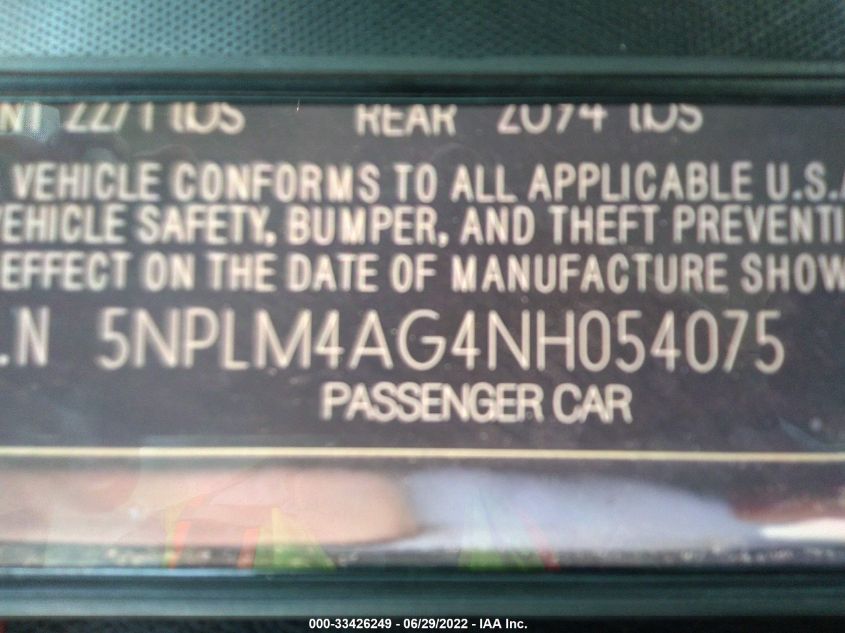 REAR 2094 lbs
VEHICLE CONFORMS TO ALL APPLICABLE U.S.A
VEHICLE SAFETY, BUMPER, AND THEFT PREVENTI
EFFECT ON THE DATE OF MANUFACTURE SHOW
.N 5NPLM4AG4NH054075
PASSENGER CAR
000-33426249 - 06/29/2022 - IAA Inc.